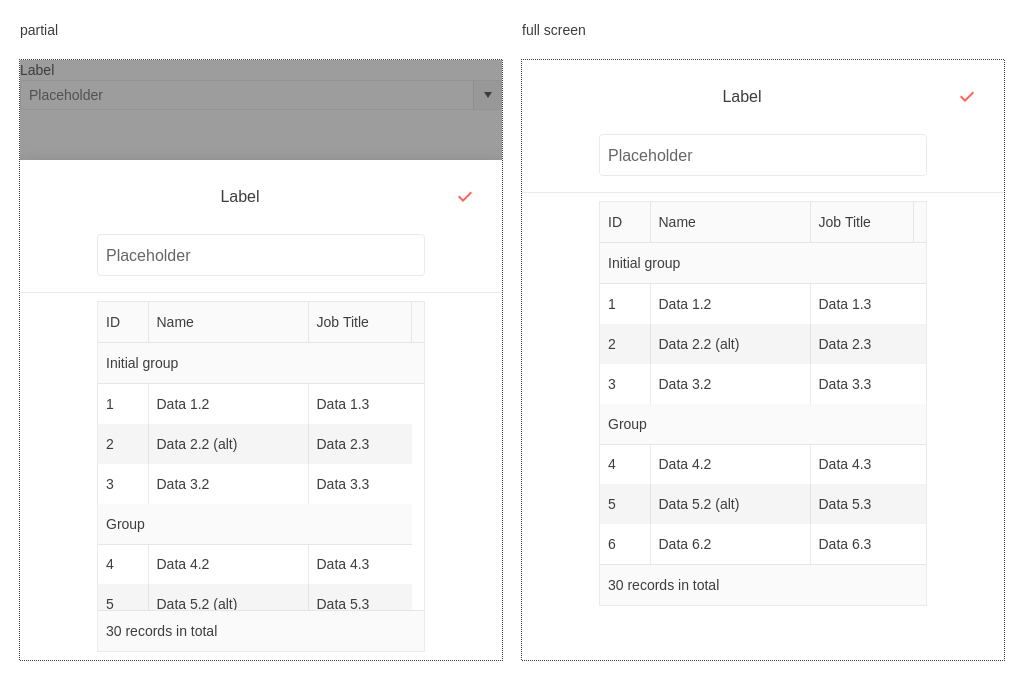 partial
Label
Placeholder
Label
Placeholder
ID Name Job Title
Initial group
1 Data 1.2 Data 1.3
2 Data 2.2 (alt) Data 2.3
3 Data 3.2 Data 3.3
Group
4 Data 4.2 Data 4.3
5 Data 5.2 (alt) Data 5.3
30 records in total
full screen
Label
Placeholder
ID Name Job Title
Initial group
1 Data 1.2 Data 1.3
2 Data 2.2 (alt) Data 2.3
3 Data 3.2 Data 3.3
Group
4 Data 4.2 Data 4.3
5 Data 5.2 (alt) Data 5.3
6 Data 6.2 Data 6.3
30 records in total